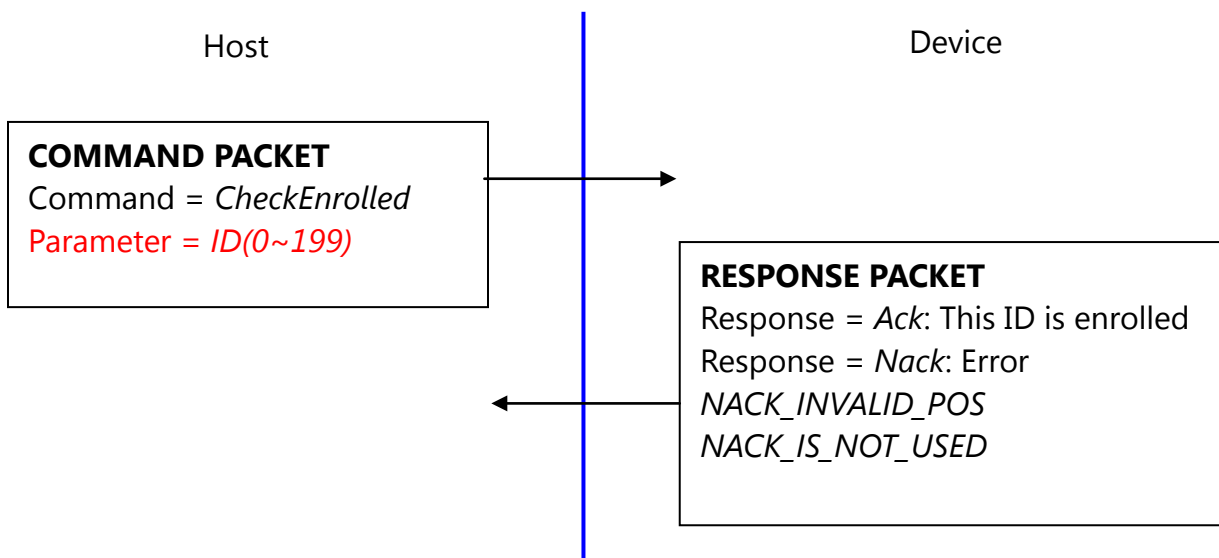 Host
Device
COMMAND PACKET
Command = CheckEnrolled
Parameter = ID(0~199)
RESPONSE PACKET
Response = Ack: This ID is enrolled
Response = Nack: Error
NACK_INVALID_POS
NACK_IS_NOT_USED